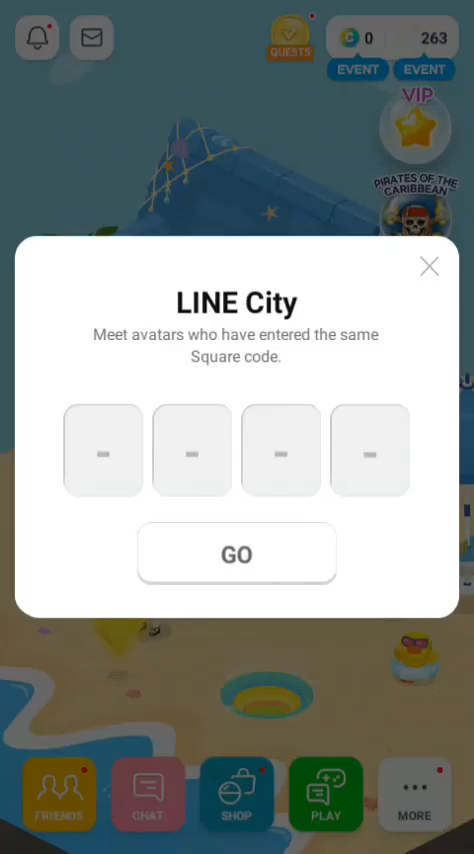 QUESTS
0
263
EVENT
EVENT
VIP
PIRATES OF THE
CARIBBEAN
LINE City
Meet avatars who have entered the same
Square code.
- - - -
GO
FRIENDS
CHAT
SHOP
PLAY
MORE